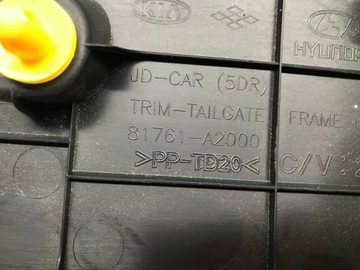 KIA
HYUNDAI
JD-CAR (5DR)
TRIM-TAILGATE FRAME
81761-A2000
>PP-TD20< C/V :